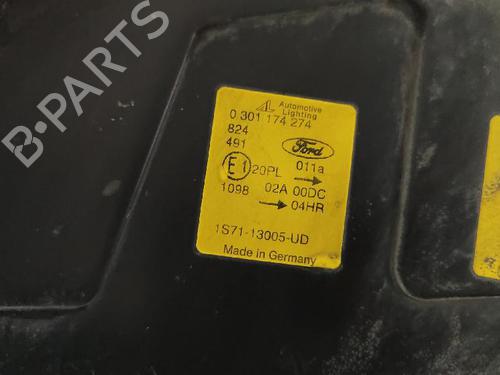 B-PARTS
AL Automotive Lighting
0 301 174 274
824
491
Ford
011a
E1 20PL →
1098 02A 00DC
→ 04HR
1S71-13005-UD
Made in Germany